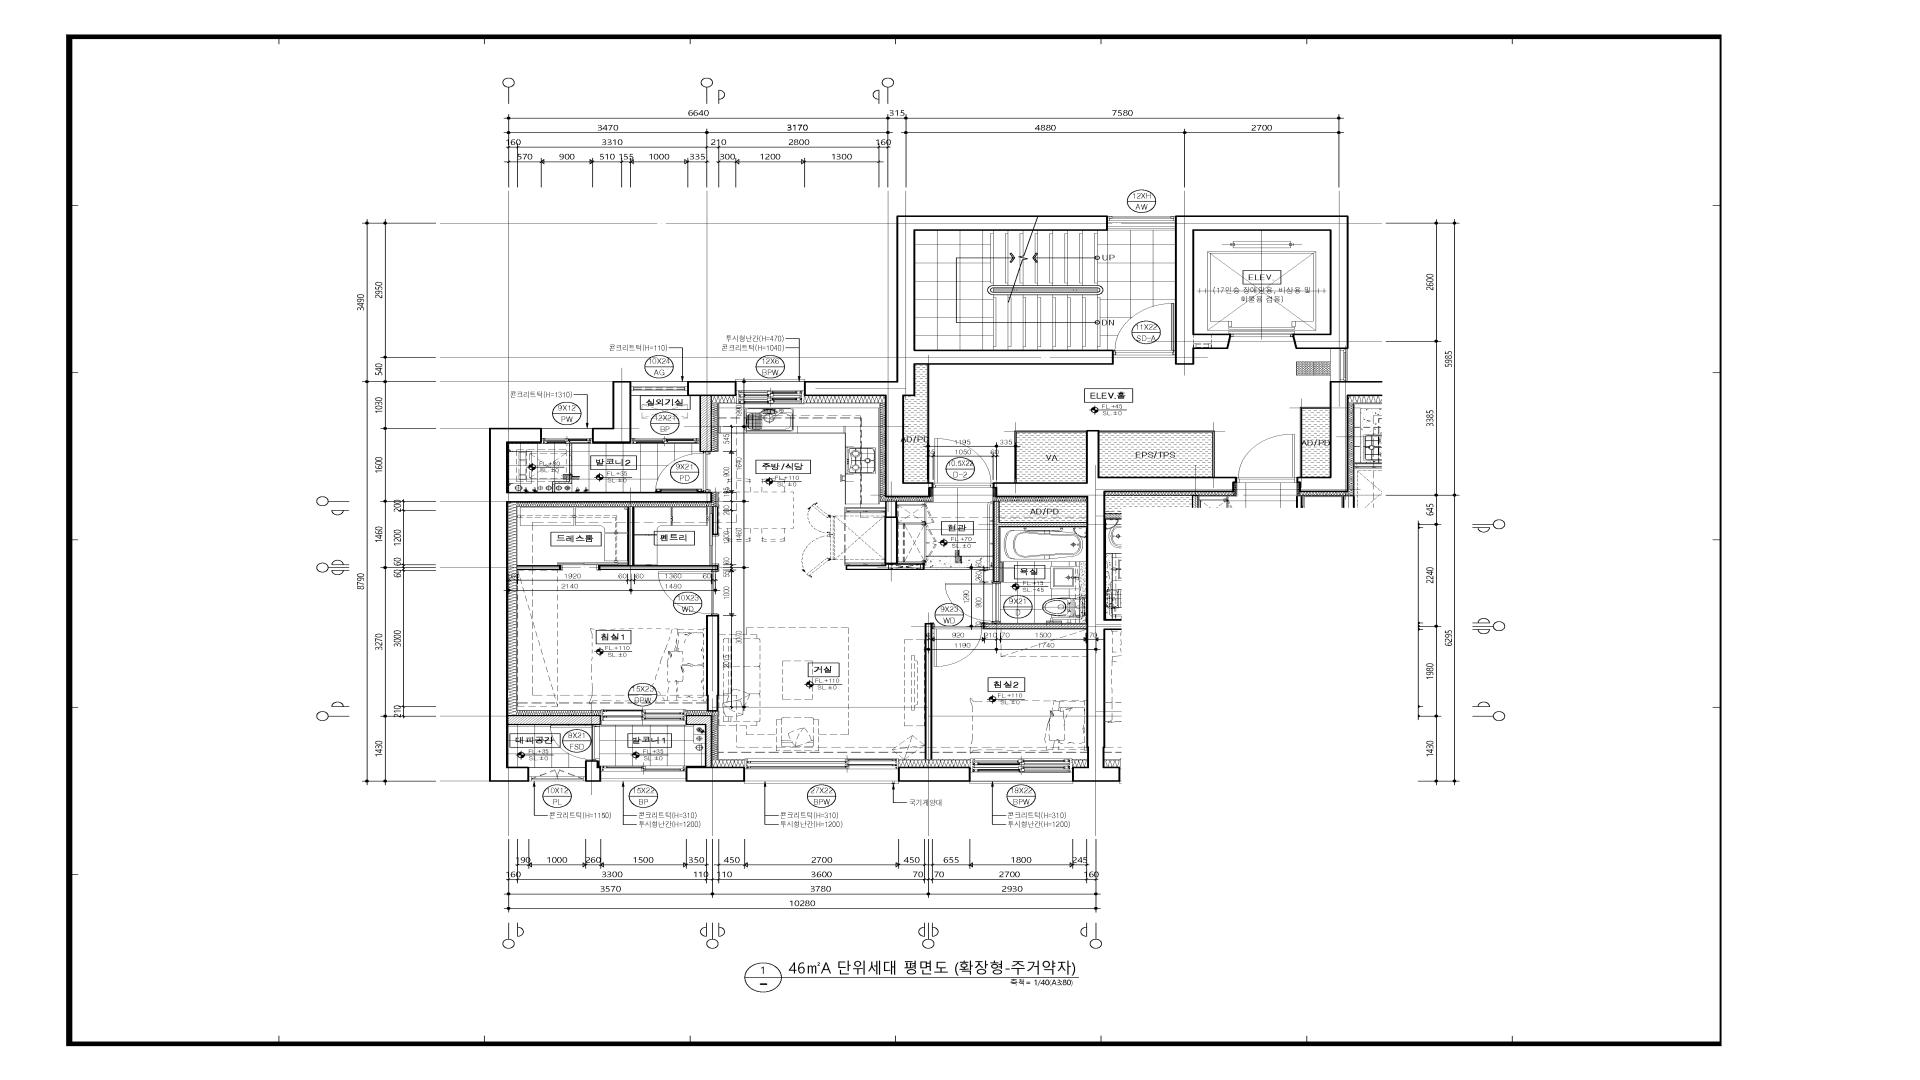 6640
315
7580
3470
3170
4880
2700
160
3310
210
2800
160
570
900
510
155
1000
335
300
1200
1300
12XH
AW
UP
DN
11X22
SD-A
ELEV
(17인승 장애인용, 비상용 및
화물용 겸용)
3490
2950
540
1030
1600
200
1460
1200
60
60
8790
3270
3000
210
1430
2600
5985
3385
645
2240
6295
1980
1430
투시형난간(H=470)
콘크리트턱(H=1040)
콘크리트턱(H=110)
콘크리트턱(H=1310)
10X24
AG
12X6
BPW
9X12
PW
실외기실
12X21
BP
ELEV.홀
FL.+45
SL.±0
AD/PD
1195
335
1050
10.5X22
D-2
VA
EPS/TPS
AD/PD
발코니2
FL.+35
SL.±0
9X21
PD
주방/식당
FL.+110
SL.±0
드레스룸
펜트리
현관
FL.+70
SL.±0
AD/PD
욕실
FL.+15
SL.-45
9X21
D
1920
60
60
1360
60
2140
1480
10X23
WD
9X23
WD
1290
900
920
210
70
1500
1190
1740
침실1
FL.+110
SL.±0
15X23
DPW
거실
FL.+110
SL.±0
침실2
FL.+110
SL.±0
대피공간
FL.+35
SL.±0
8X21
FSD
발코니1
FL.+35
SL.±0
10X12
PL
15X22
BP
27X22
BPW
18X22
BPW
국기게양대
콘크리트턱(H=1150)
콘크리트턱(H=310)
투시형난간(H=1200)
콘크리트턱(H=310)
투시형난간(H=1200)
콘크리트턱(H=310)
투시형난간(H=1200)
190
1000
260
1500
350
450
2700
450
655
1800
245
160
3300
110
110
3600
70
70
2700
160
3570
3780
2930
10280
1
46㎡A 단위세대 평면도 (확장형-주거약자)
축척 = 1/40(A3:80)